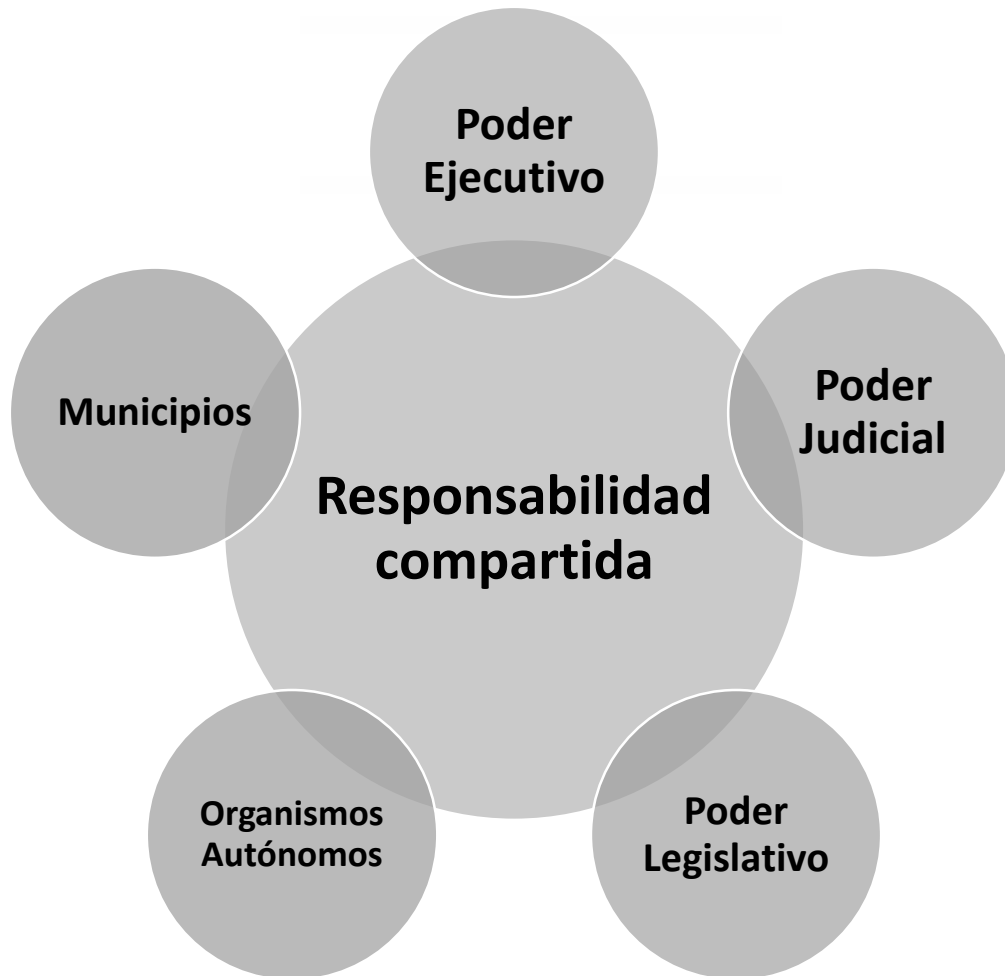 Poder
Ejecutivo
Municipios
Poder
Judicial
Responsabilidad
compartida
Organismos
Autónomos
Poder
Legislativo